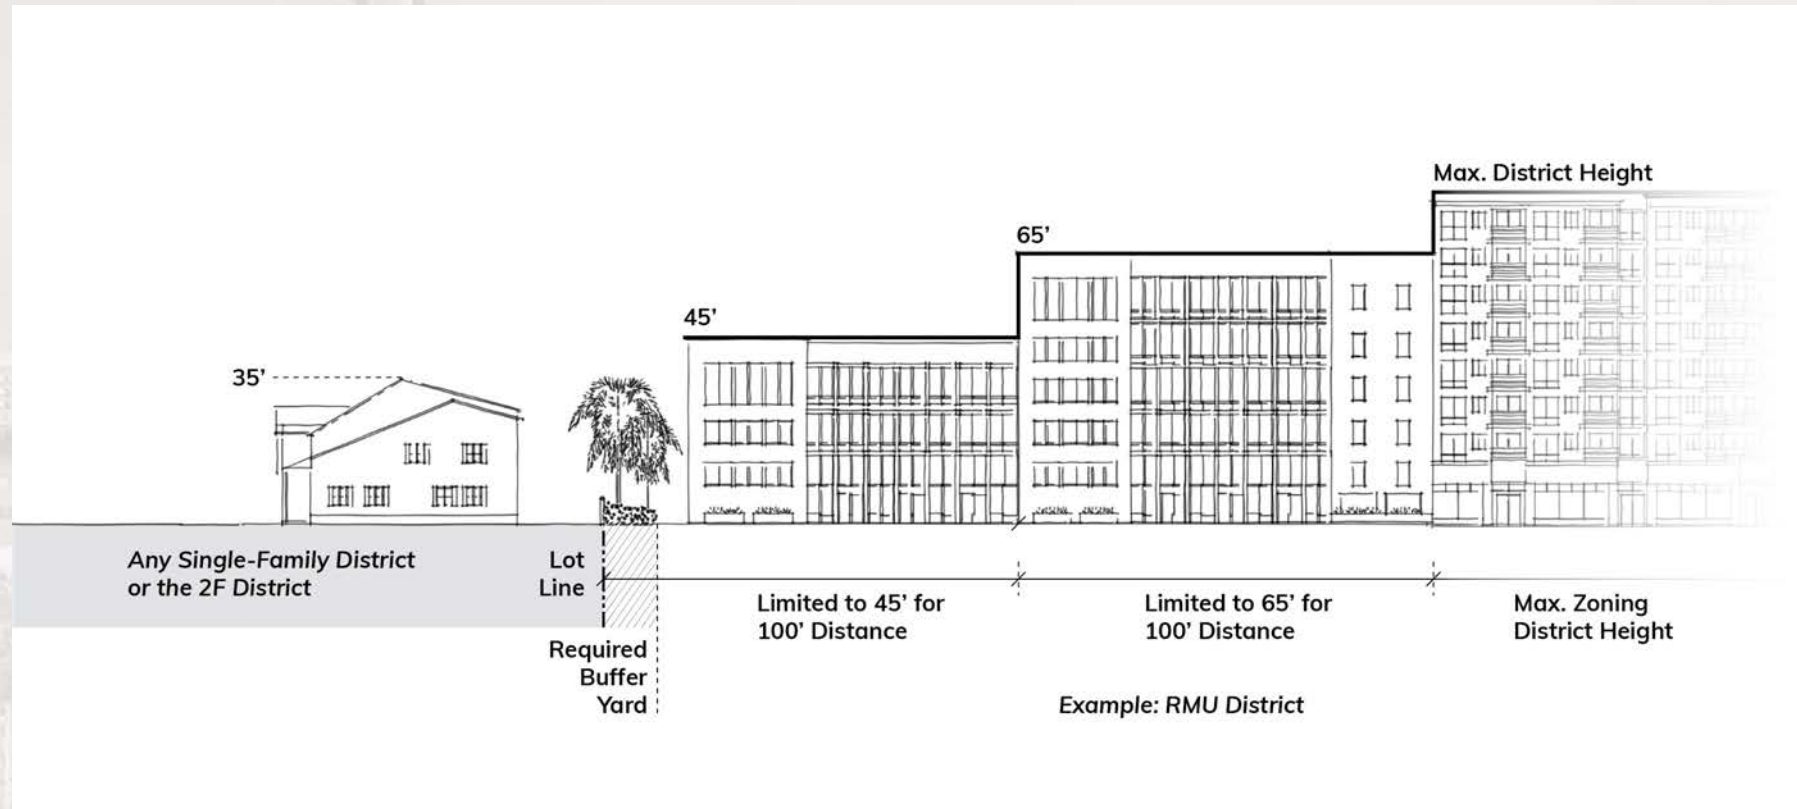 Max. District Height
65’
45’
35’
Any Single-Family District
or the 2F District
Lot
Line
Limited to 45’ for
100’ Distance
Limited to 65’ for
100’ Distance
Max. Zoning
District Height
Required
Buffer
Yard
Example: RMU District